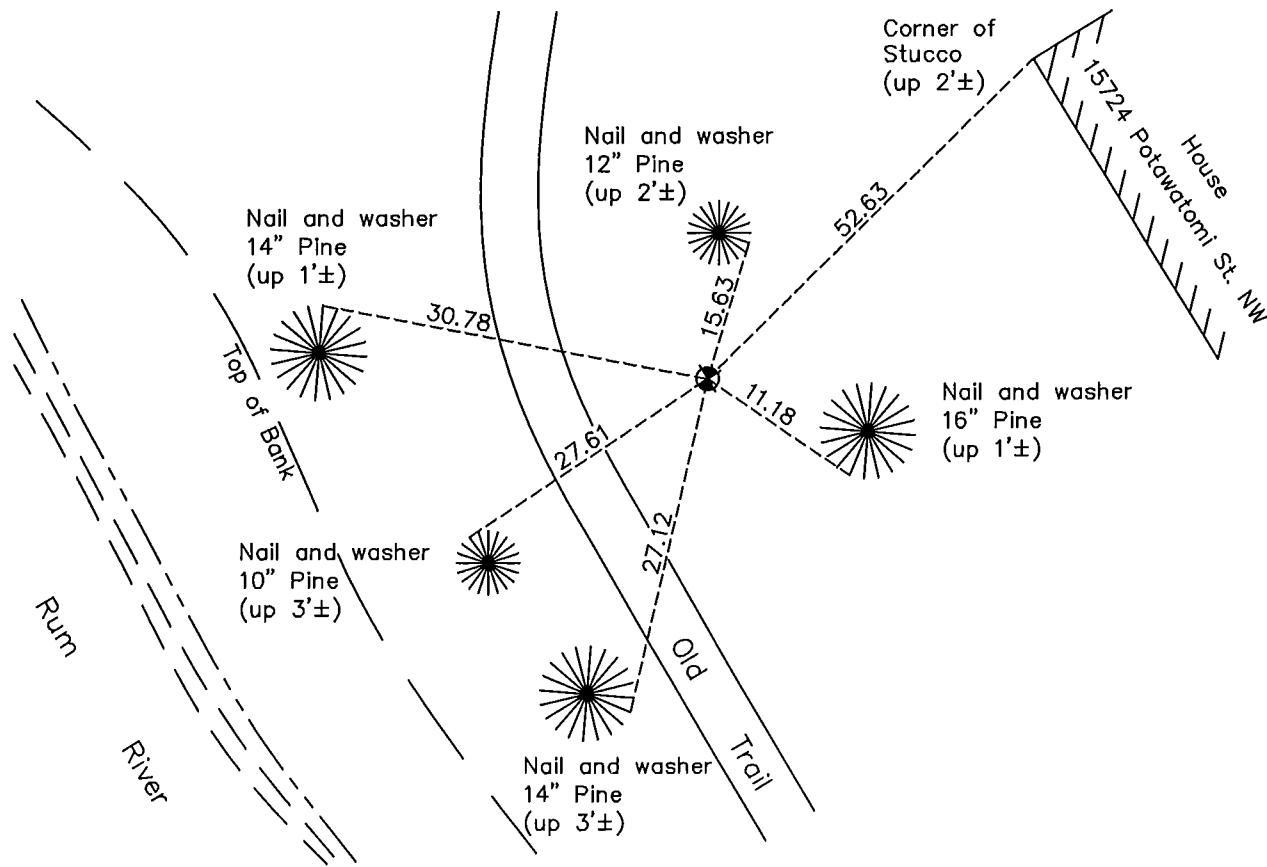 Corner of
Stucco
(up 2'±)
15724 Potawatomi St. NW
House
Nail and washer
12" Pine
(up 2'±)
52.63
Nail and washer
14" Pine
(up 1'±)
30.78
15.63
Top of Bank
11.18
Nail and washer
16" Pine
(up 1'±)
27.61
27.12
Nail and washer
10" Pine
(up 3'±)
Rum
River
Old
Trail
Nail and washer
14" Pine
(up 3'±)